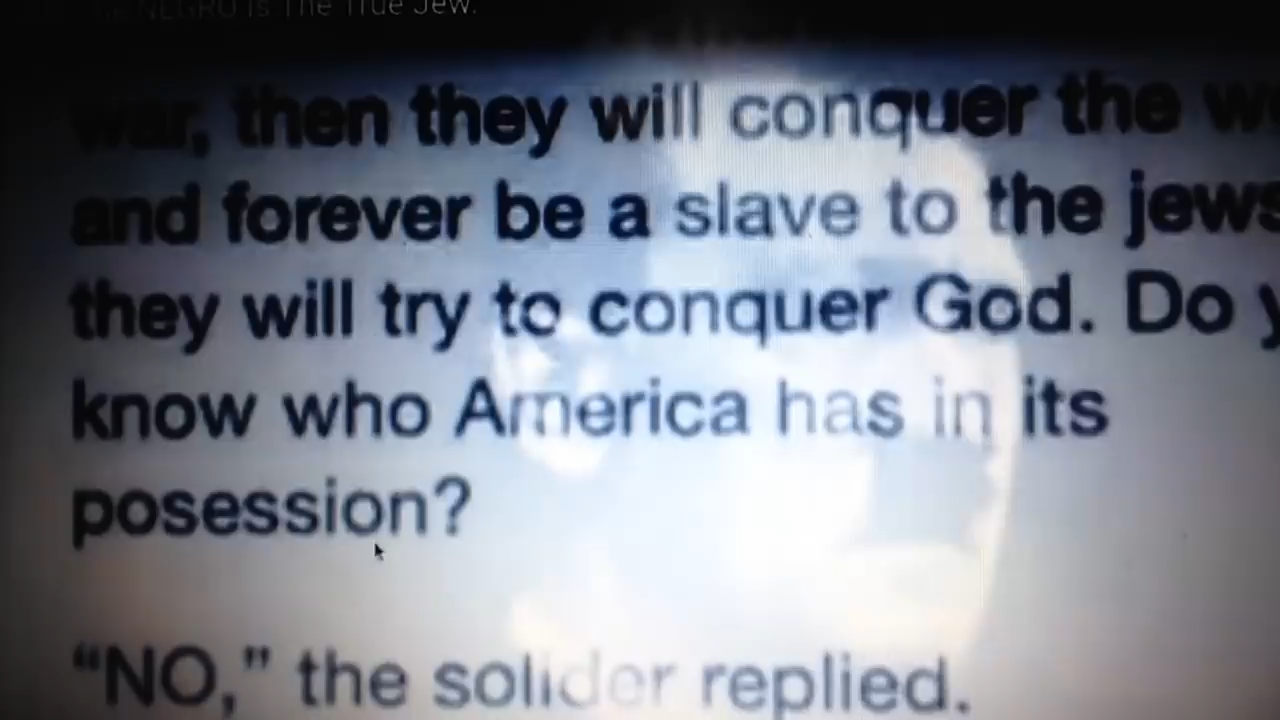 NEGRO Is The True Jew.
war, then they will conquer the
and forever be a slave to the jews
they will try to conquer God. Do
know who America has in its
posession?
“NO,” the solider replied.